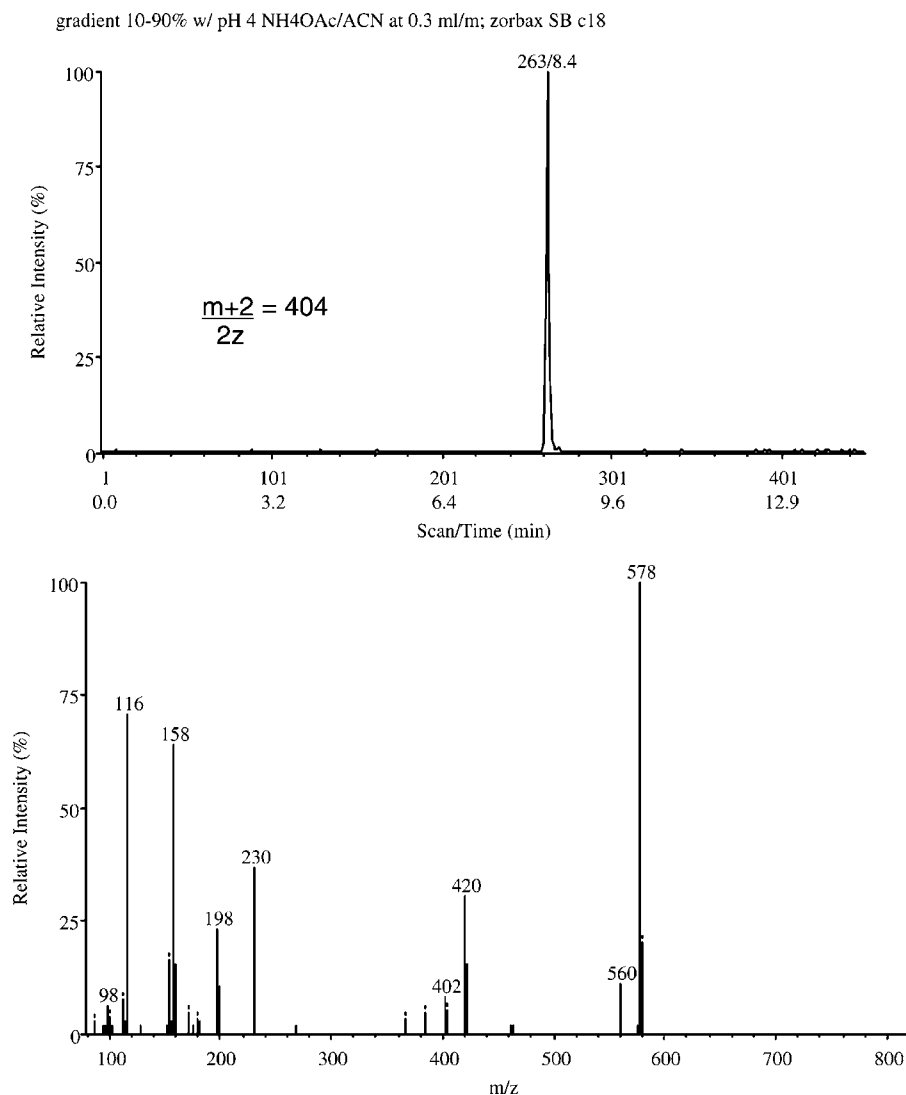 gradient 10-90% w/ pH 4 NH4OAc/ACN at 0.3 ml/m; zorbax SB c18
263/8.4
100
75
50
25
0
Relative Intensity (%)
m+2 = 404
2z
1 101 201 301 401
0.0 3.2 6.4 9.6 12.9
Scan/Time (min)
578
100
75
50
25
0
Relative Intensity (%)
116
158
230
198
420
402
560
98
100 200 300 400 500 600 700 800
m/z